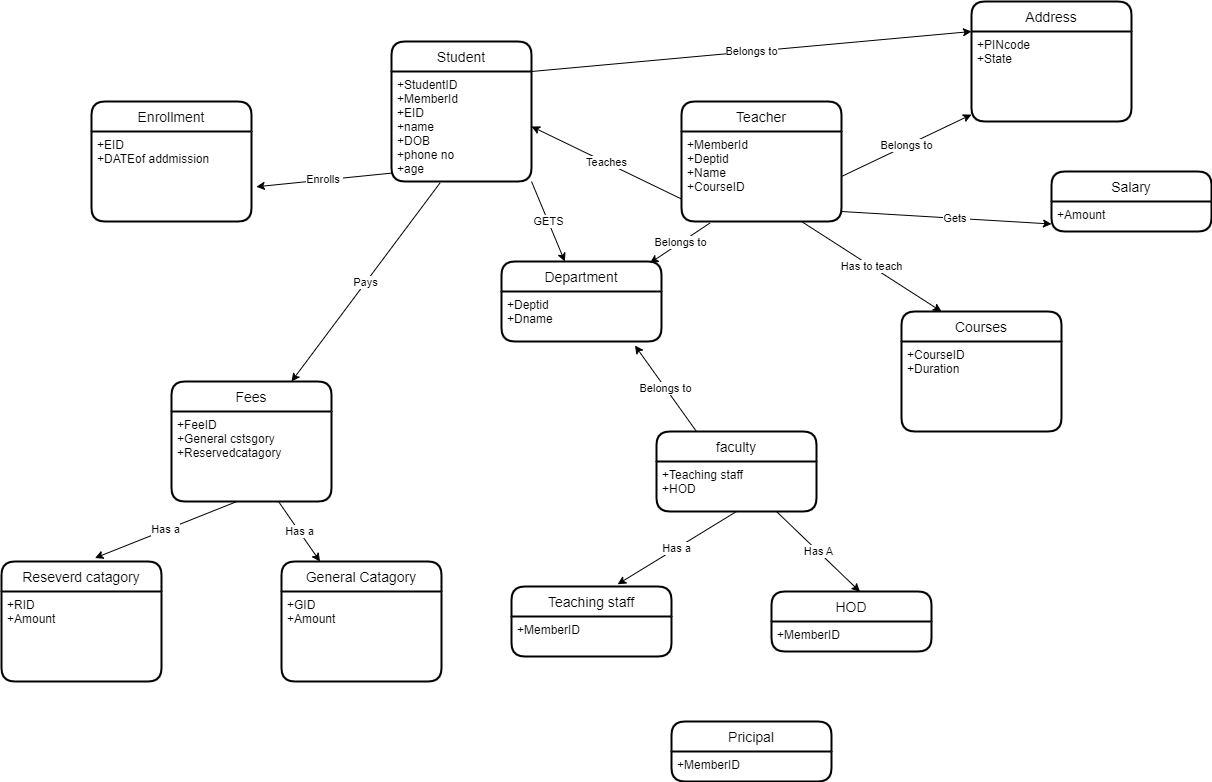 Address
+PINcode
+State
Belongs to
Student
+StudentID
+MemberId
+EID
+name
+DOB
+phone no
+age
Enrollment
+EID
+DATEof addmission
Teacher
+MemberId
+Deptid
+Name
+CourseID
Belongs to
Teaches
Enrolls
Salary
+Amount
Gets
GETS
Belongs to
Has to teach
Department
+Deptid
+Dname
Pays
Courses
+CourseID
+Duration
Fees
+FeeID
+General cstsgory
+Reservedcatagory
Belongs to
faculty
+Teaching staff
+HOD
Has a
Has a
Has a
Has A
Reseverd catagory
+RID
+Amount
General Catagory
+GID
+Amount
Teaching staff
+MemberID
HOD
+MemberID
Pricipal
+MemberID